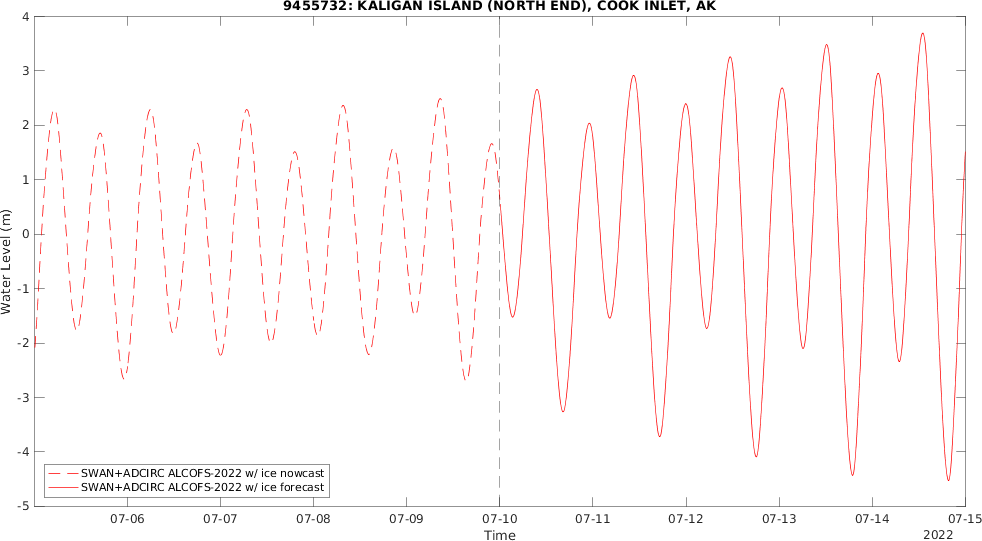 9455732: KALIGAN ISLAND (NORTH END), COOK INLET, AK
4
3
2
1
0
-1
-2
-3
-4
-5
Water Level (m)
SWAN+ADCIRC ALCOFS-2022 w/ ice nowcast
SWAN+ADCIRC ALCOFS-2022 w/ ice forecast
07-06 07-07 07-08 07-09 07-10 07-11 07-12 07-13 07-14 07-15
Time
2022